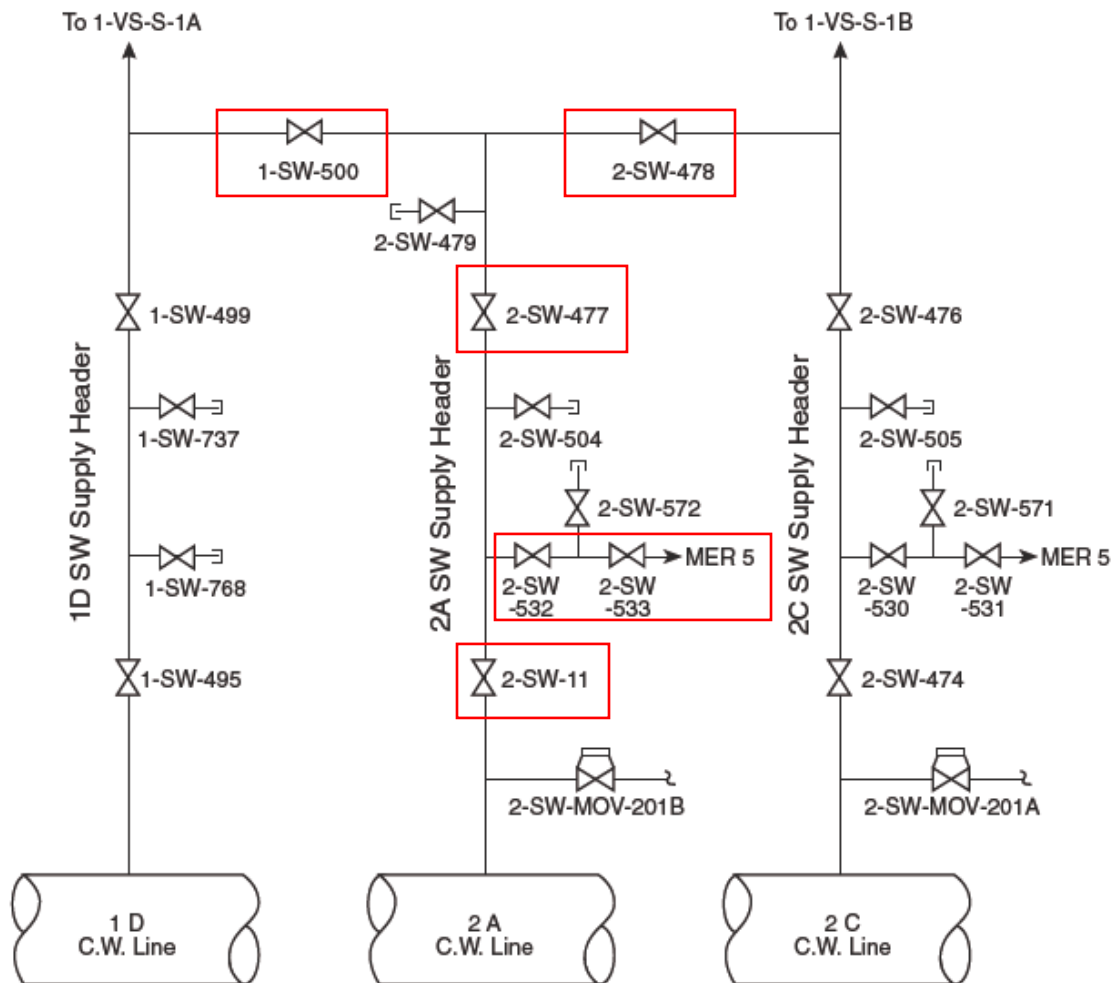 To 1-VS-S-1A
To 1-VS-S-1B
1-SW-500
2-SW-478
2-SW-479
1-SW-499
2-SW-477
2-SW-476
1D SW Supply Header
2A SW Supply Header
2C SW Supply Header
1-SW-737
2-SW-504
2-SW-505
2-SW-572
2-SW-571
MER 5
MER 5
1-SW-768
2-SW
-532
2-SW
-533
2-SW
-530
2-SW
-531
1-SW-495
2-SW-11
2-SW-474
2-SW-MOV-201B
2-SW-MOV-201A
1 D
C.W. Line
2 A
C.W. Line
2 C
C.W. Line